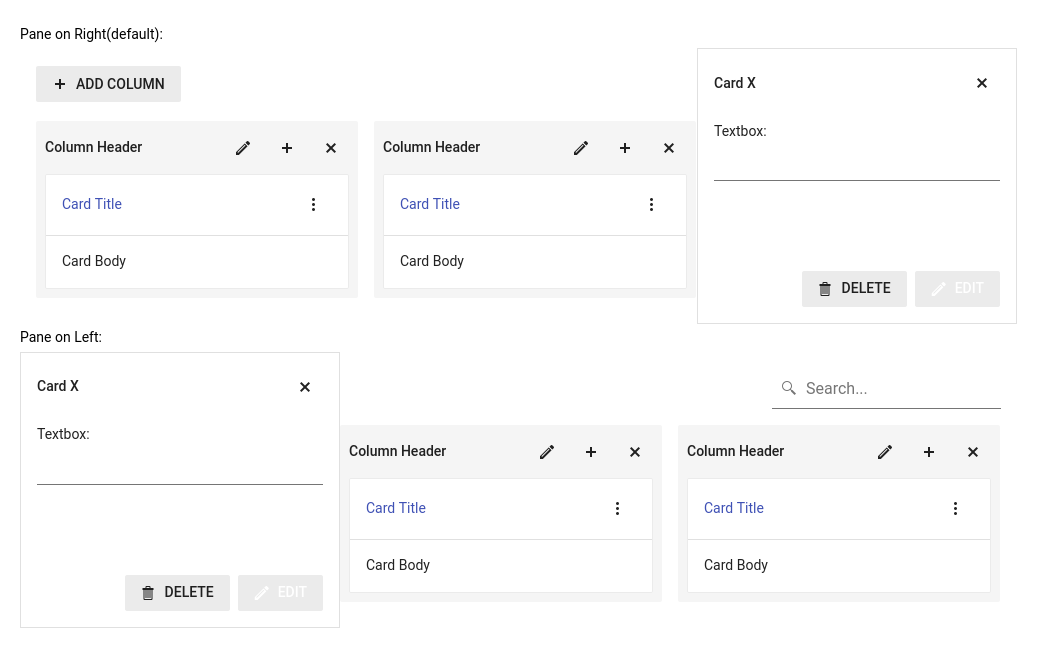 Pane on Right(default):
ADD COLUMN
Column Header
Card Title
Card Body
Column Header
Card Title
Card Body
Card X
Textbox:
DELETE
EDIT
Pane on Left:
Card X
Textbox:
DELETE
EDIT
Search...
Column Header
Card Title
Card Body
Column Header
Card Title
Card Body